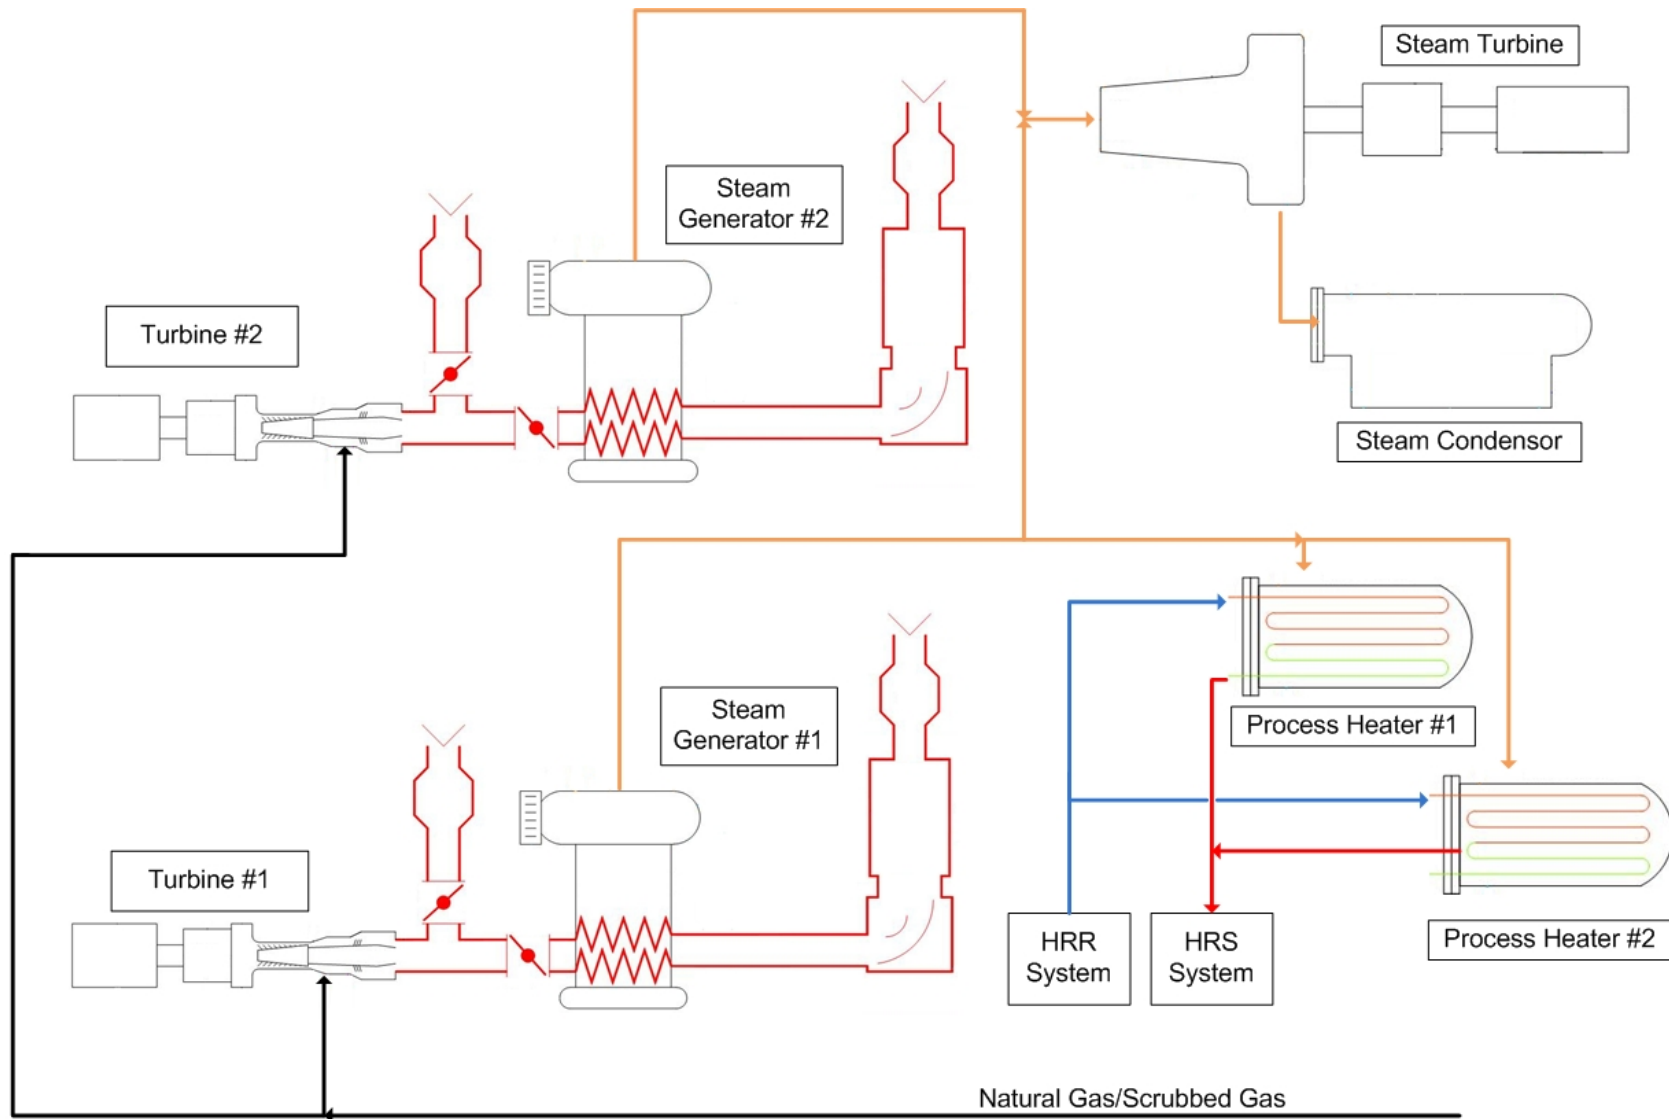 Steam Turbine
Steam
Generator #2
Turbine #2
Steam Condensor
Steam
Generator #1
Process Heater #1
Turbine #1
HRR
System
HRS
System
Process Heater #2
Natural Gas/Scrubbed Gas